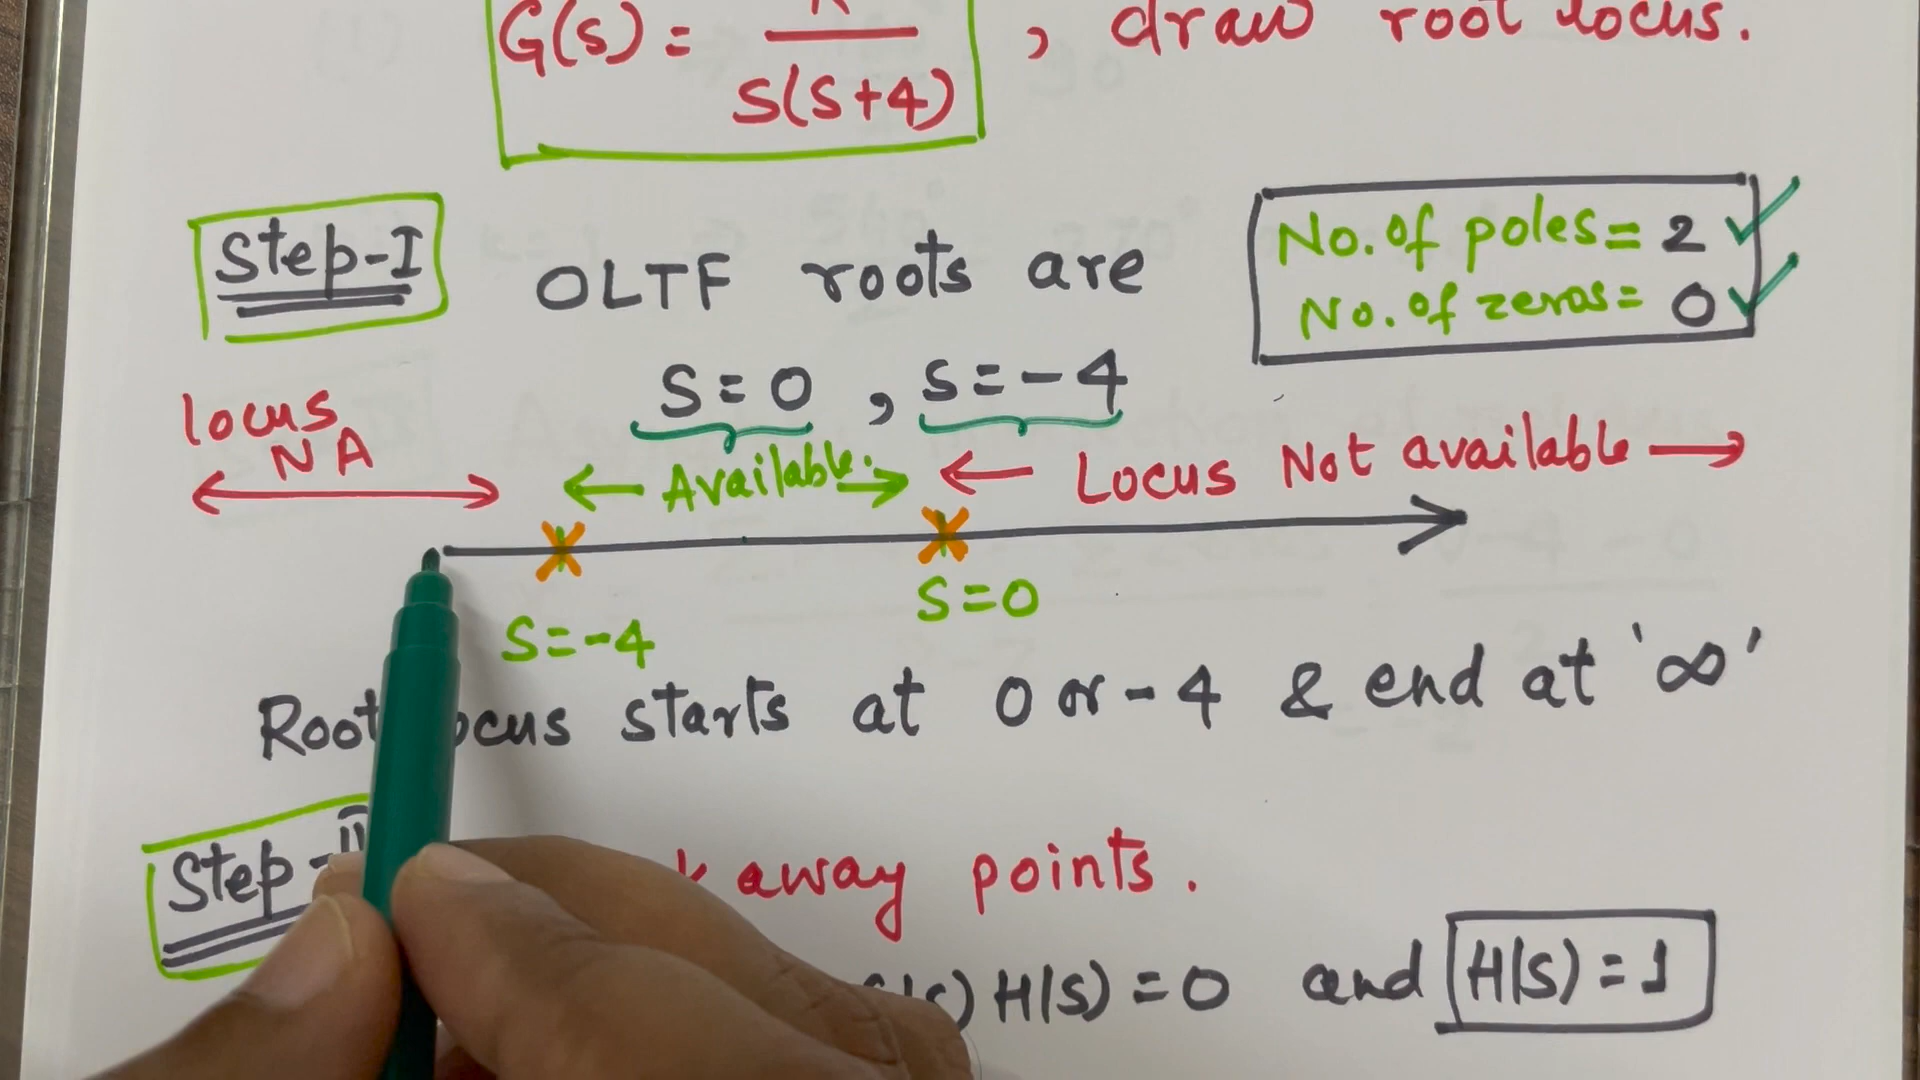 G(s) = K / s(s+4) , draw root locus.
Step-I OLTF roots are
No. of poles = 2 ✓
No. of zeros = 0 ✓
S=0 , S=-4
locus
NA
← Available. → ← Locus Not available →
S=-4
S=0
Root locus starts at 0 or -4 & end at '∞'
Step-II away points.
H(S) = 0 and H(S) = 1